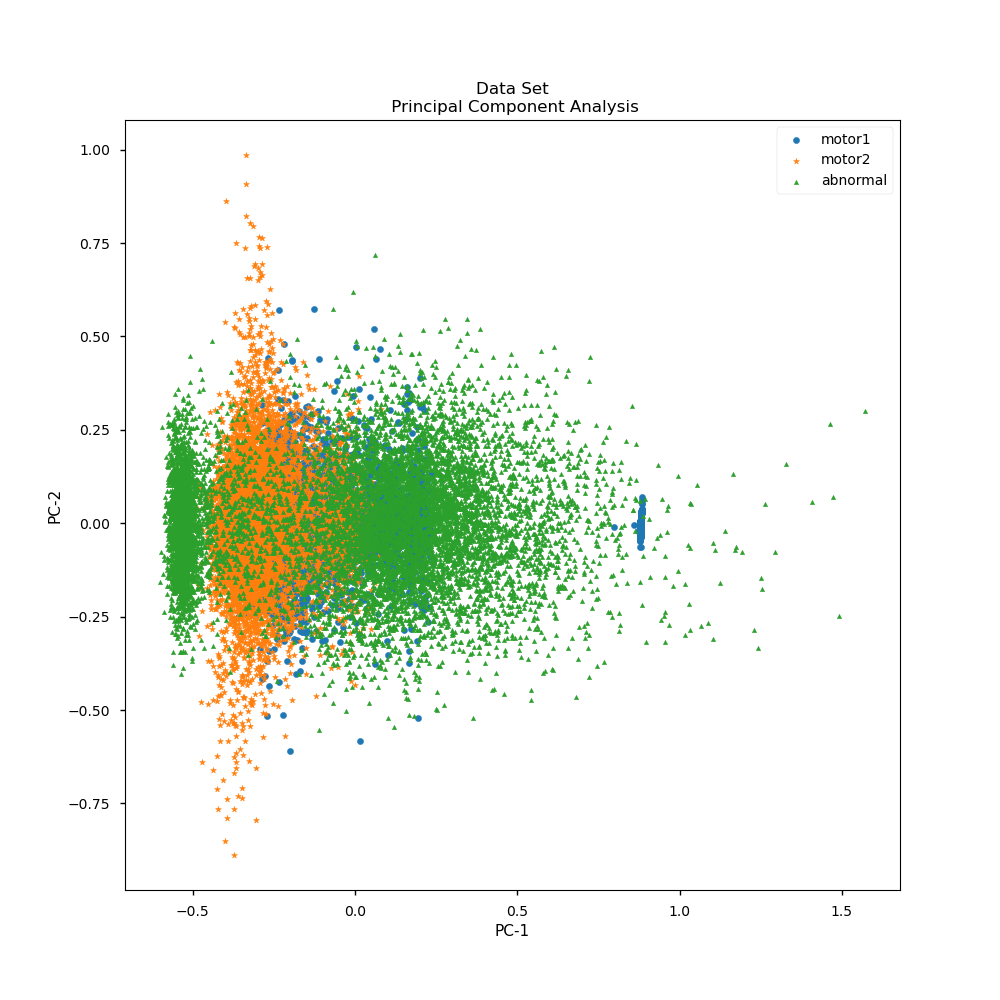 Data Set
Principal Component Analysis
motor1
motor2
abnormal
1.00
0.75
0.50
0.25
0.00
−0.25
−0.50
−0.75
PC-2
−0.5
0.0
0.5
1.0
1.5
PC-1